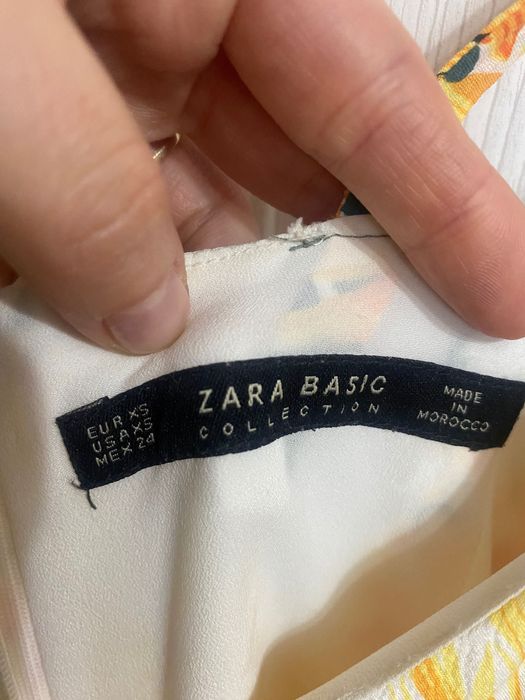 EUR XS
USA XS
MEX 24
ZARA BASIC
COLLECTION
MADE
IN
MOROCCO